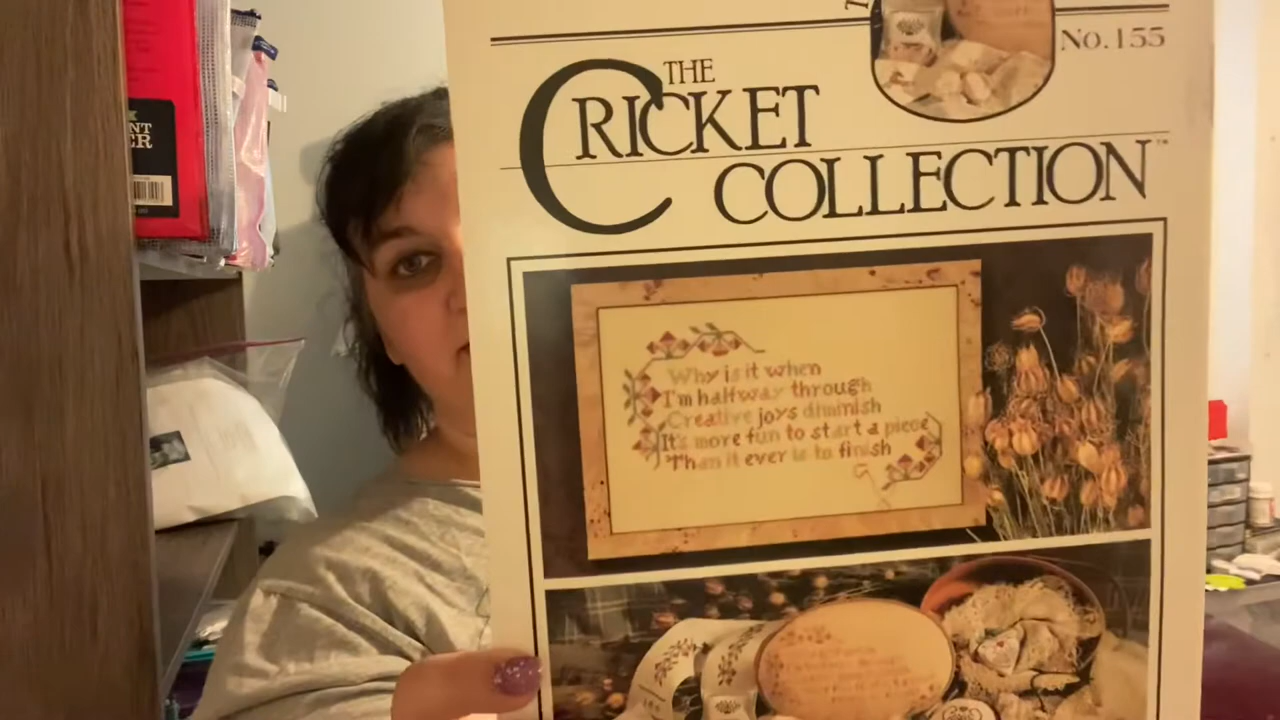 No. 155
THE
CRICKET
COLLECTION™
Why is it when
I'm halfway through
Creative joys diminish
It's more fun to start a piece
Than it ever is to finish